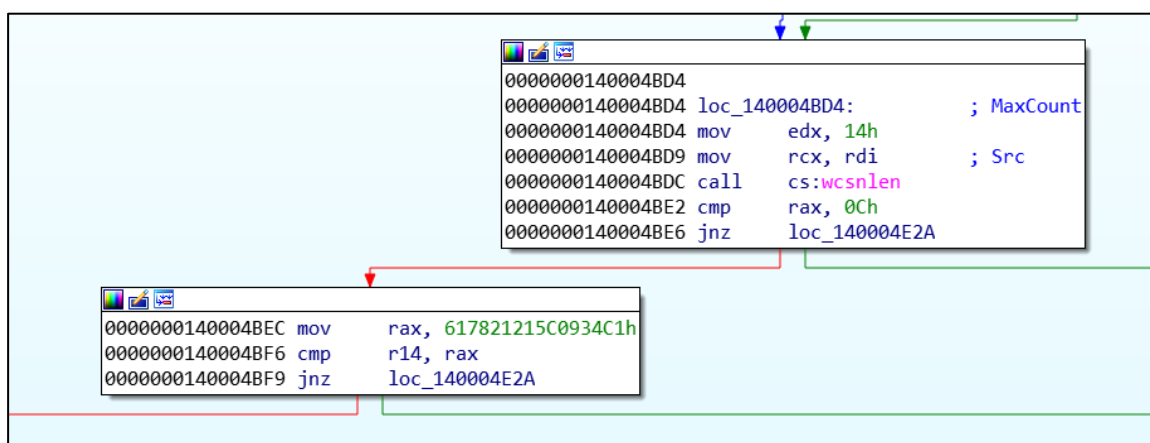 0000000140004BD4
0000000140004BD4 loc_140004BD4: ; MaxCount
0000000140004BD4 mov edx, 14h
0000000140004BD9 mov rcx, rdi ; Src
0000000140004BDC call cs:wcsnlen
0000000140004BE2 cmp rax, 0Ch
0000000140004BE6 jnz loc_140004E2A
0000000140004BEC mov rax, 617821215C0934C1h
0000000140004BF6 cmp r14, rax
0000000140004BF9 jnz loc_140004E2A